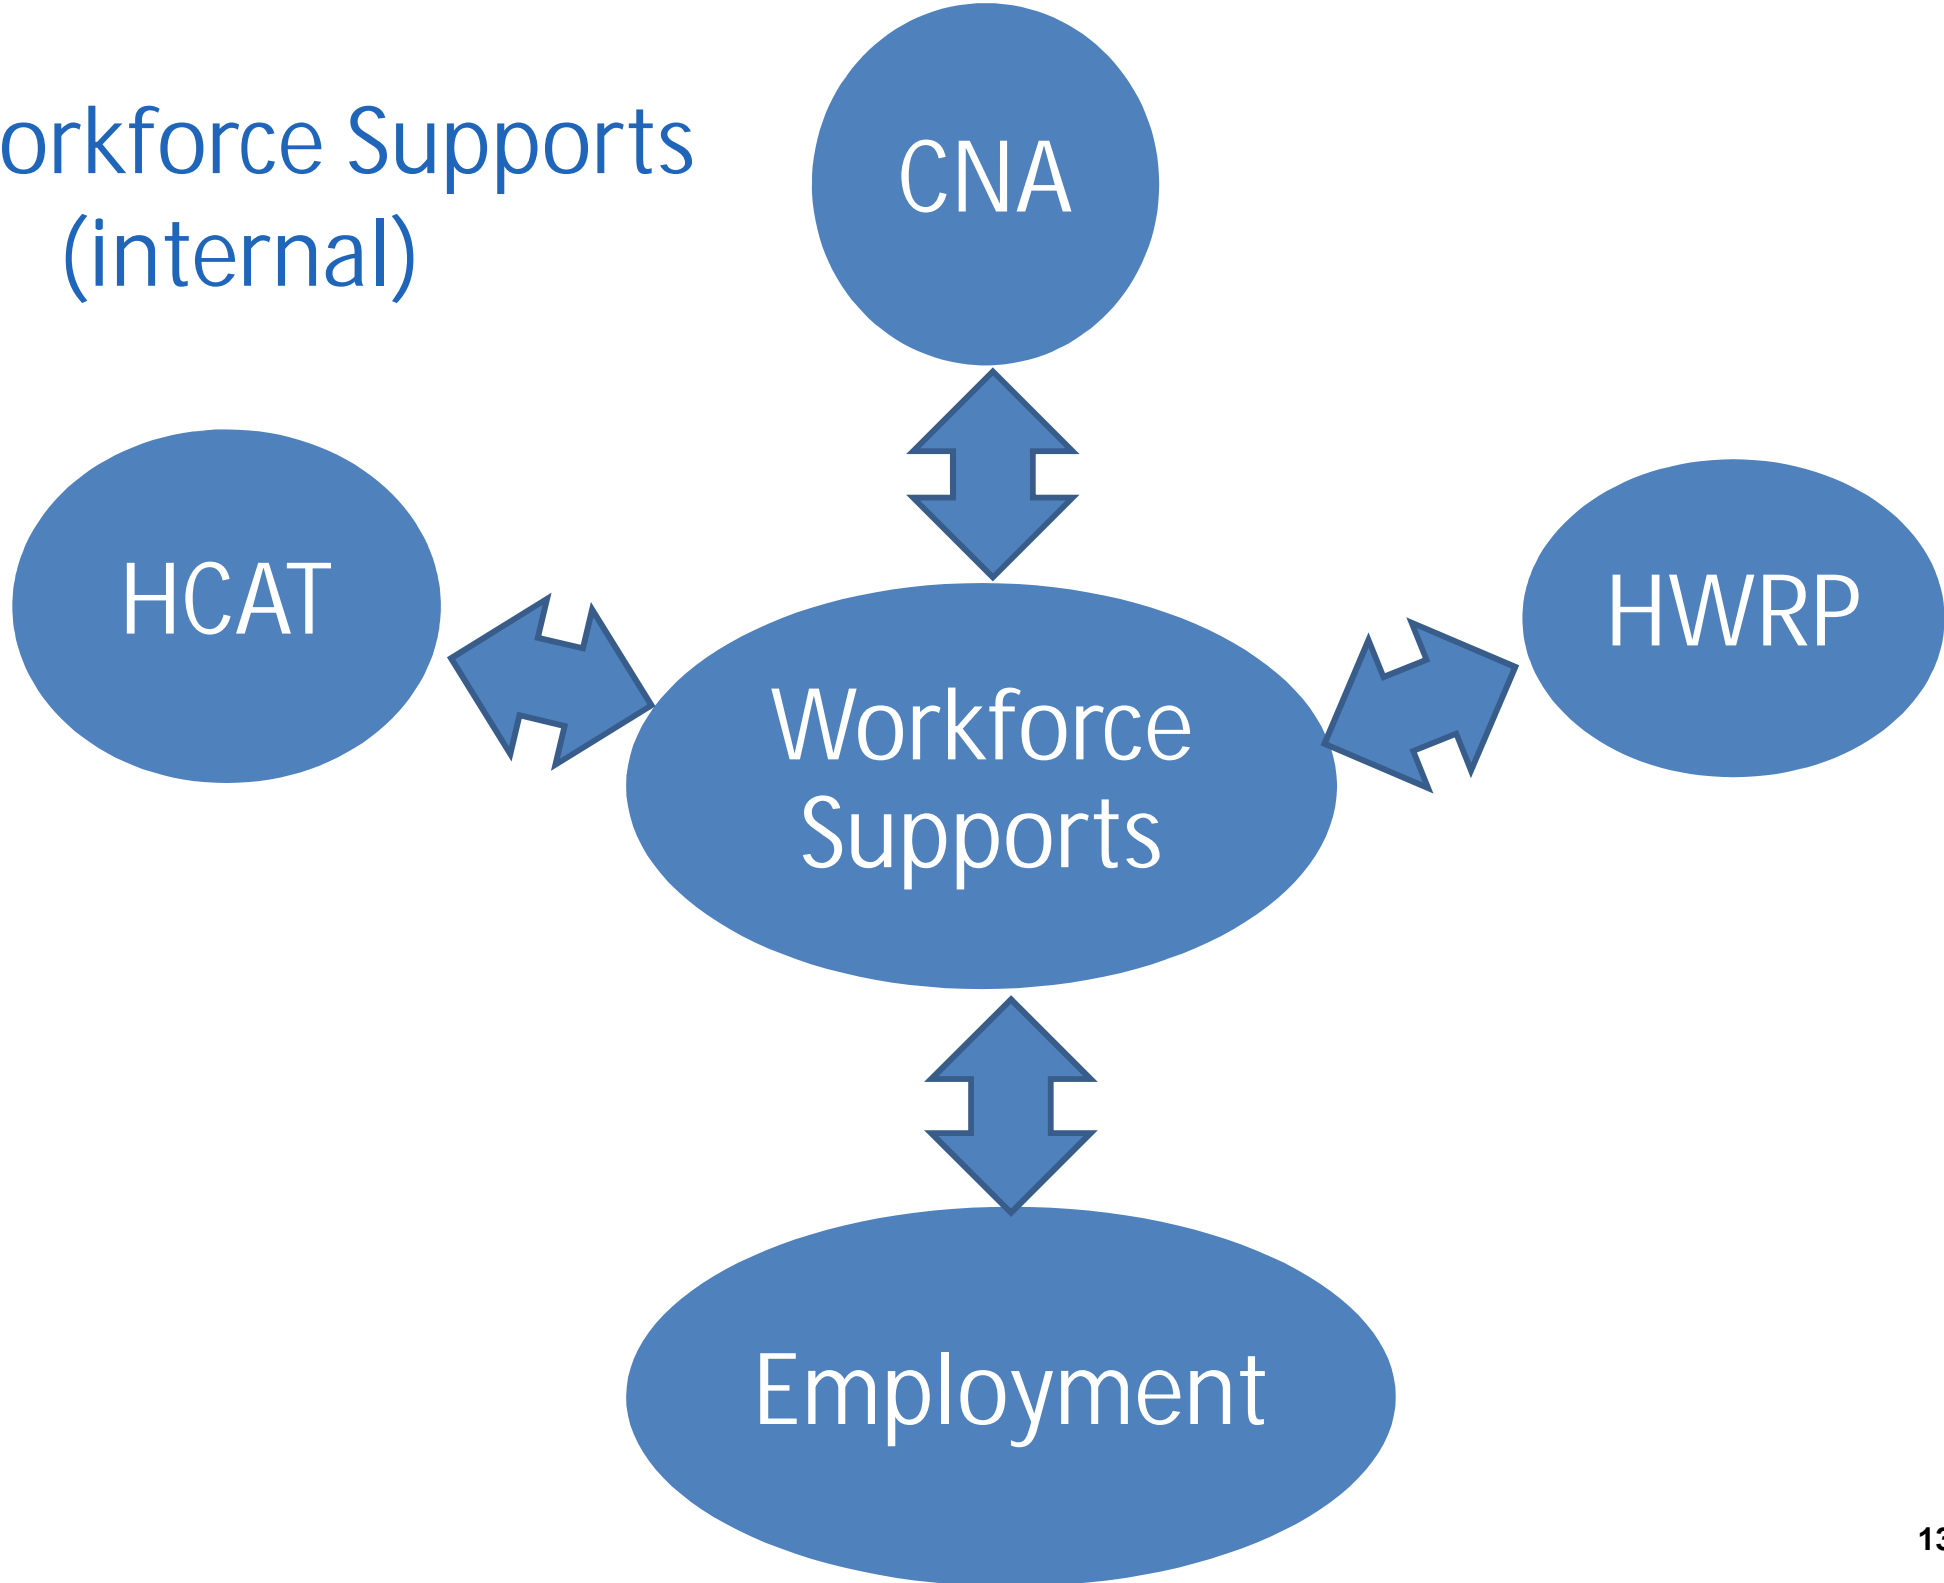 orkforce Supports
(internal)
CNA
HCAT
HWRP
Workforce
Supports
Employment
13